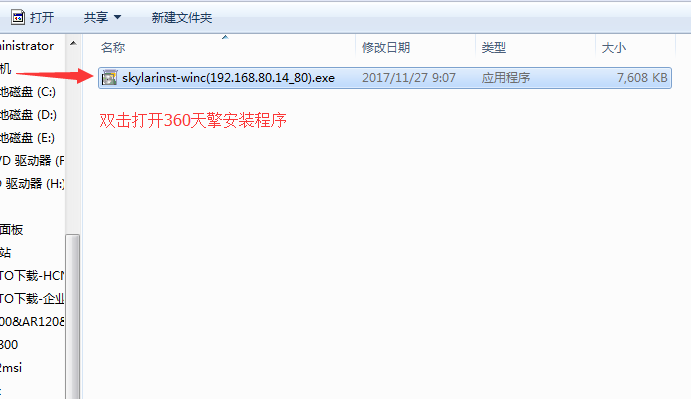 打开 共享 新建文件夹
ministrator 名称 修改日期 类型 大小
机
skylarinst-winc(192.168.80.14_80).exe 2017/11/27 9:07 应用程序 7,608 KB
地磁盘 (C:)
地磁盘 (D:)
双击打开360天擎安装程序
地磁盘 (E:)
VD 驱动器 (F
D 驱动器 (H:)
面板
站
TO下载-HCN
TO下载-企业
00&AR120&
300
2msi